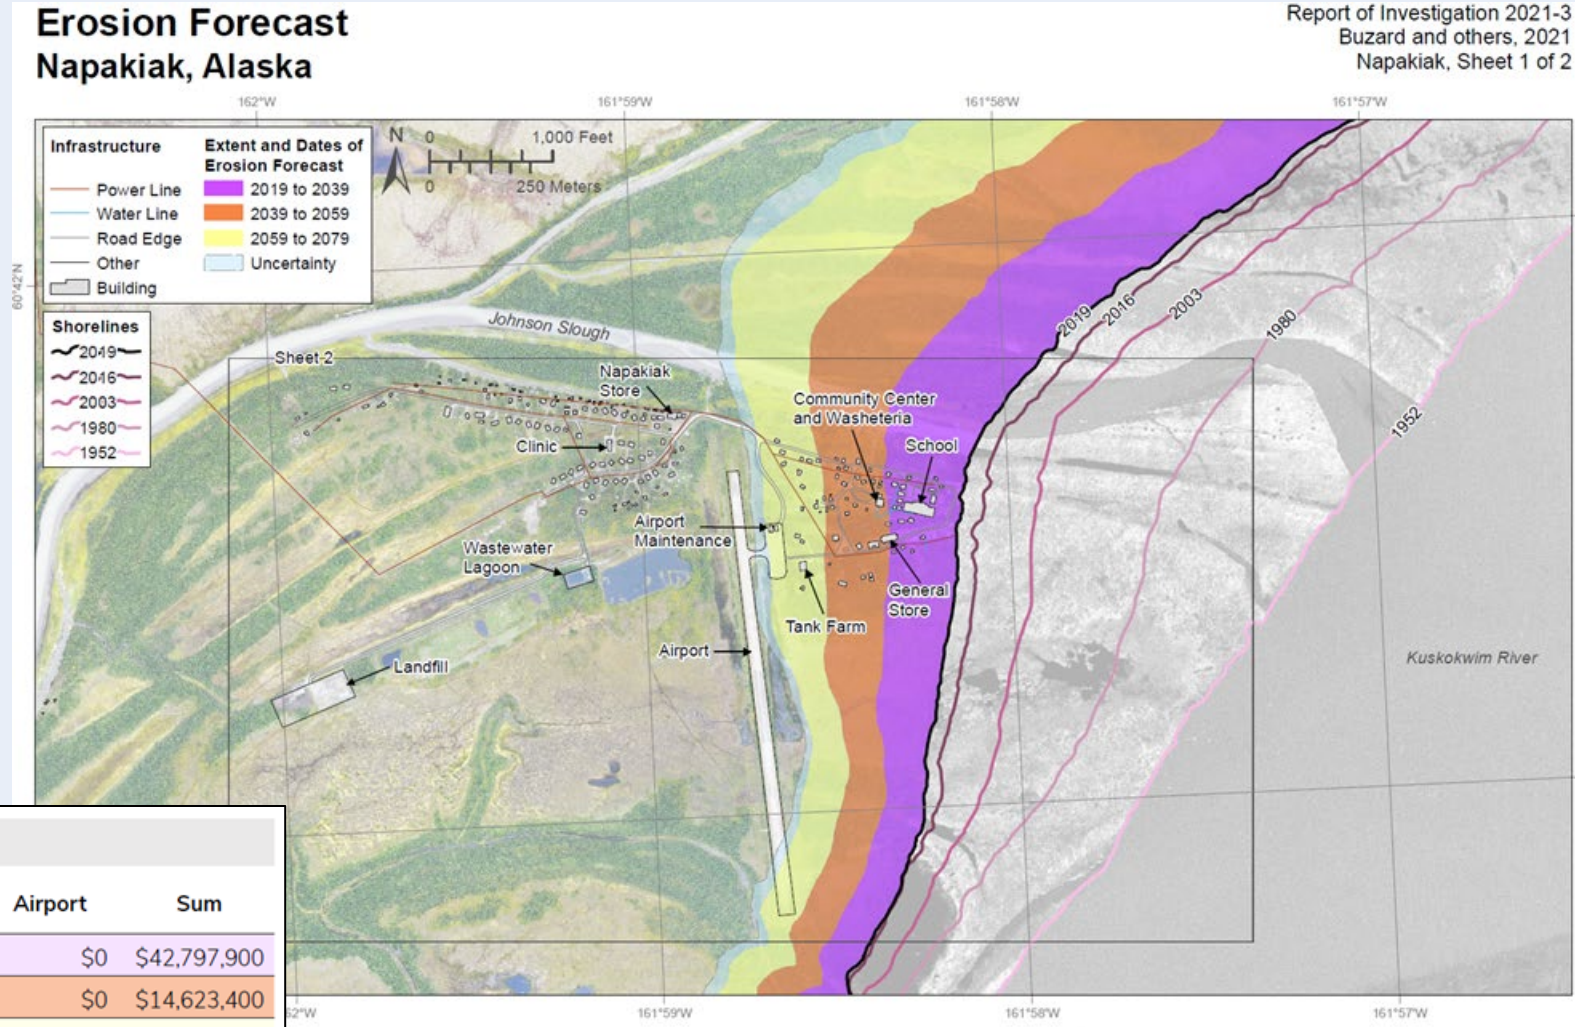 Erosion Forecast
Napakiak, Alaska
Report of Investigation 2021-3
Buzard and others, 2021
Napakiak, Sheet 1 of 2
162°W
161°59'W
161°58'W
161°57'W
60°42'N
Infrastructure
Power Line
Water Line
Road Edge
Other
Building
Extent and Dates of
Erosion Forecast
2019 to 2039
2039 to 2059
2059 to 2079
Uncertainty
N
0
1,000 Feet
0
250 Meters
Shorelines
2019
2016
2003
1980
1952
Johnson Slough
Sheet 2
2019
2016
2003
1980
1952
Napakiak
Store
Community Center
and Washeteria
School
Clinic
Airport
Maintenance
Wastewater
Lagoon
General
Store
Tank Farm
Airport
Landfill
Kuskokwim River
Airport
Sum
$0
$42,797,900
$0
$14,623,400
62°W
161°59'W
161°58'W
161°57'W